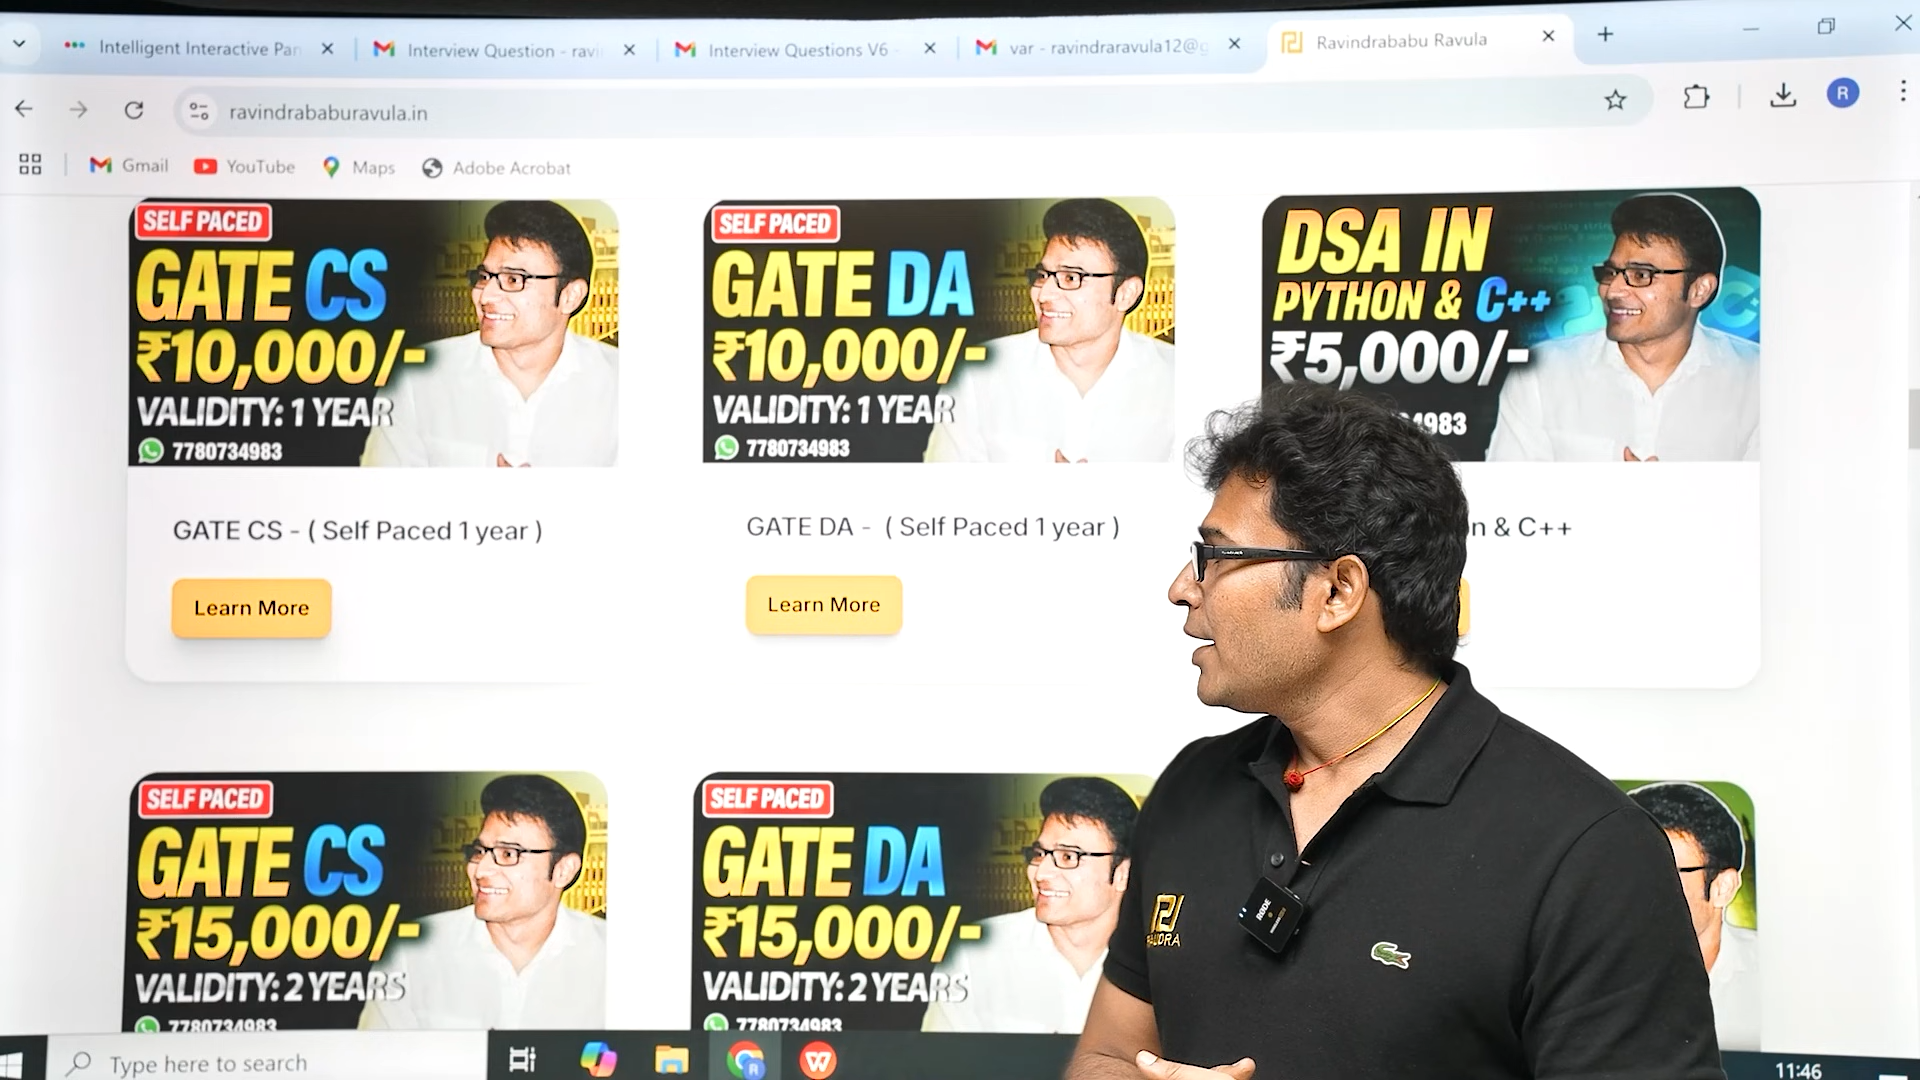 Intelligent Interactive Pan
Interview Question - ravi
Interview Questions V6 -
var - ravindraravula12@g
Ravindrababu Ravula
ravindrababuravula.in
R
Gmail
YouTube
Maps
Adobe Acrobat
SELF PACED
GATE CS
₹10,000/-
VALIDITY: 1 YEAR
7780734983
GATE CS - ( Self Paced 1 year )
Learn More
SELF PACED
GATE DA
₹10,000/-
VALIDITY: 1 YEAR
7780734983
GATE DA - ( Self Paced 1 year )
Learn More
DSA IN
PYTHON & C++
₹5,000/-
4983
n & C++
SELF PACED
GATE CS
₹15,000/-
VALIDITY: 2 YEARS
7780734983
SELF PACED
GATE DA
₹15,000/-
VALIDITY: 2 YEARS
7780734983
RODE
Type here to search
11:46